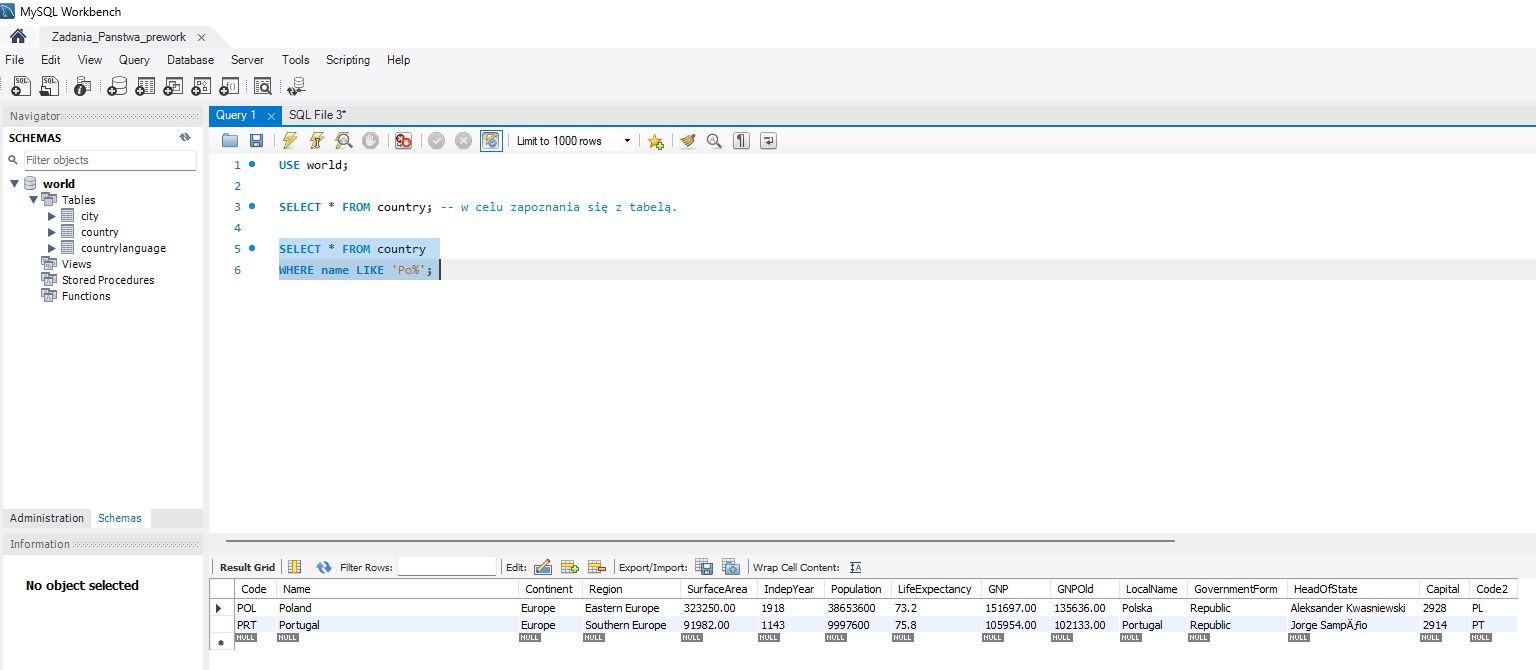 MySQL Workbench
Zadania_Panstwa_prework ×
File Edit View Query Database Server Tools Scripting Help
Navigator
SCHEMAS
Filter objects
world
Tables
city
country
countrylanguage
Views
Stored Procedures
Functions
Administration Schemas
Information
No object selected
Query 1 × SQL File 3*
Limit to 1000 rows
1 USE world;
2
3 SELECT * FROM country; -- w celu zapoznania się z tabelą.
4
5 SELECT * FROM country
6 WHERE name LIKE 'Po%';
Result Grid Filter Rows: Edit: Export/Import: Wrap Cell Content:
Code Name Continent Region SurfaceArea IndepYear Population LifeExpectancy GNP GNPOld LocalName GovernmentForm HeadOfState Capital Code2
POL Poland Europe Eastern Europe 323250.00 1918 38653600 73.2 151697.00 135636.00 Polska Republic Aleksander Kwasniewski 2928 PL
PRT Portugal Europe Southern Europe 91982.00 1143 9997600 75.8 105954.00 102133.00 Portugal Republic Jorge SampÃƒio 2914 PT
NULL NULL NULL NULL NULL NULL NULL NULL NULL NULL NULL NULL NULL NULL NULL